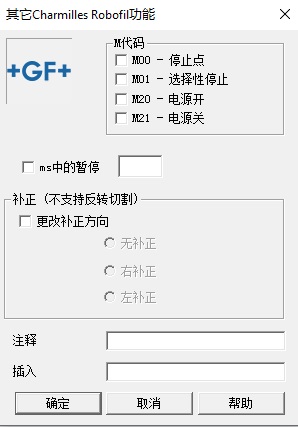 其它Charmilles Robofil功能
+GF+
M代码
M00 - 停止点
M01 - 选择性停止
M20 - 电源开
M21 - 电源关
ms中的暂停
补正 (不支持反转切割)
更改补正方向
无补正
右补正
左补正
注释
插入
确定
取消
帮助